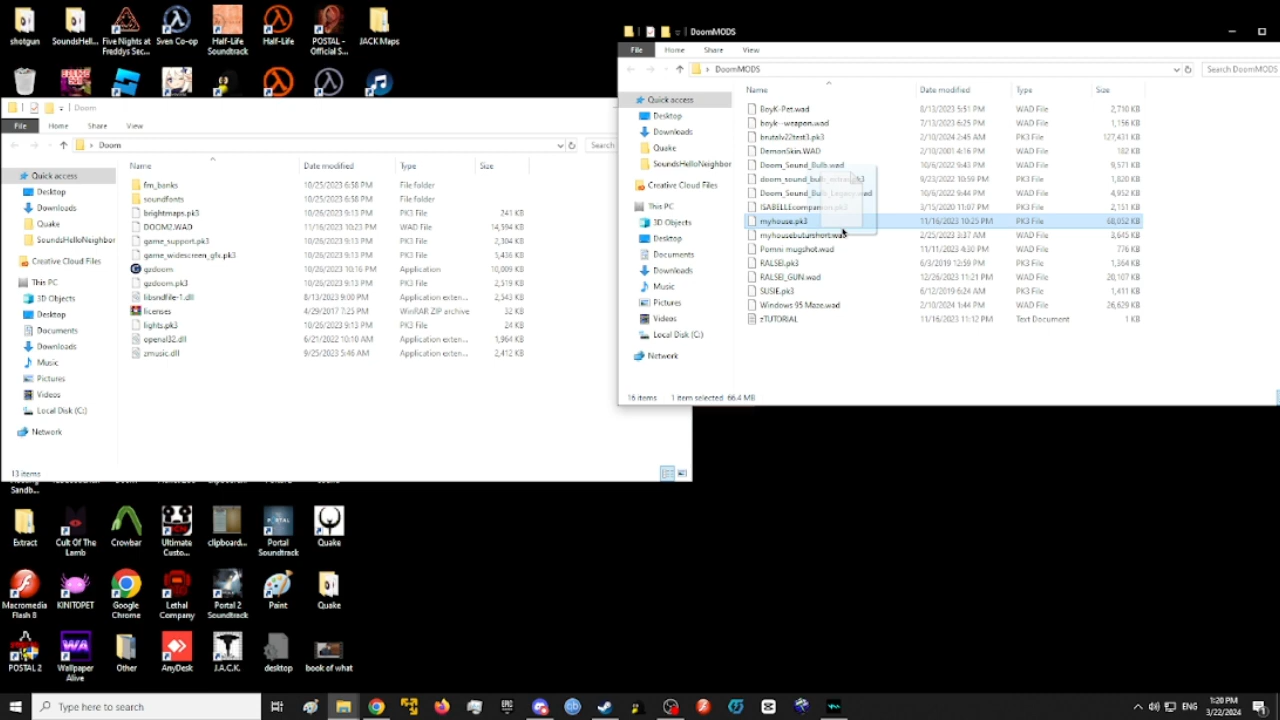 shotgun
SoundsHell...
Five Nights at Freddys Sec...
Sven Co-op
Half-Life Soundtrack
Half-Life
POSTAL - Official S...
JACK Maps
Doom
File Home Share View
Doom
Search
Name Date modified Type Size
Quick access
Desktop
Downloads
Quake
SoundsHelloNeighbor
Creative Cloud Files
This PC
3D Objects
Desktop
Documents
Downloads
Music
Pictures
Videos
Local Disk (C:)
Network
fm_banks 10/25/2023 6:58 PM File folder
soundfonts 10/25/2023 6:58 PM File folder
brightmaps.pk3 10/26/2023 9:13 PM PK3 File 241 KB
DOOM2.WAD 11/16/2023 10:23 PM WAD File 14,594 KB
game_support.pk3 10/26/2023 9:13 PM PK3 File 2,304 KB
game_widescreen_gfx.pk3 10/26/2023 9:13 PM PK3 File 5,456 KB
gzdoom 10/28/2023 10:16 PM Application 10,009 KB
gzdoom.pk3 10/28/2023 9:13 PM PK3 File 2,519 KB
libsndfile-1.dll 8/13/2023 9:00 PM Application exten... 2,543 KB
licenses 4/29/2017 7:25 PM WinRAR ZIP archive 32 KB
lights.pk3 10/26/2023 9:13 PM PK3 File 24 KB
openal32.dll 6/21/2022 10:10 AM Application exten... 1,964 KB
zmusic.dll 9/25/2023 5:46 AM Application exten... 2,412 KB
13 items
DoomMODS
File Home Share View
DoomMODS
Search DoomMODS
Name Date modified Type Size
Quick access
Desktop
Downloads
Quake
SoundsHelloNeighbor
Creative Cloud Files
This PC
3D Objects
Desktop
Documents
Downloads
Music
Pictures
Videos
Local Disk (C:)
Network
BoyK-Pet.wad 8/13/2023 5:51 PM WAD File 2,710 KB
boyk--weapon.wad 7/13/2023 6:25 PM WAD File 1,156 KB
brutalv22test3.pk3 2/10/2024 2:45 AM PK3 File 127,431 KB
DemonSkin.WAD 2/10/2001 4:16 PM WAD File 182 KB
Doom_Sound_Bulb.wad 10/6/2022 9:43 PM WAD File 9,571 KB
doom_sound_bulb_extras.pk3 9/23/2022 10:59 PM PK3 File 1,820 KB
Doom_Sound_Bulb_Legacy.wad 10/6/2022 9:44 PM WAD File 4,952 KB
ISABELLEcompanion.pk3 3/15/2020 11:07 PM PK3 File 2,151 KB
myhouse.pk3 11/16/2023 10:25 PM PK3 File 68,052 KB
myhousebuturshort.wad 2/25/2023 3:37 AM WAD File 3,645 KB
Pomni mugshot.wad 11/11/2023 4:30 PM WAD File 776 KB
RALSEI.pk3 6/3/2019 12:59 PM PK3 File 1,364 KB
RALSEI_GUN.wad 12/26/2023 11:21 PM WAD File 20,107 KB
SUSIE.pk3 6/12/2019 6:24 AM PK3 File 1,411 KB
Windows 95 Maze.wad 2/10/2024 1:44 PM WAD File 26,629 KB
zTUTORIAL 11/16/2023 11:12 PM Text Document 1 KB
16 items 1 item selected 66.4 MB
Sandb...
Extract
Cult Of The Lamb
Crowbar
Ultimate Custo...
clipboard...
Portal Soundtrack
Quake
Macromedia Flash 8
KINITOPET
Google Chrome
Lethal Company
Portal 2 Soundtrack
Paint
Quake
POSTAL 2
Wallpaper Alive
Other
AnyDesk
J.A.C.K.
desktop
book of what
Type here to search
1:20 PM
3/22/2024